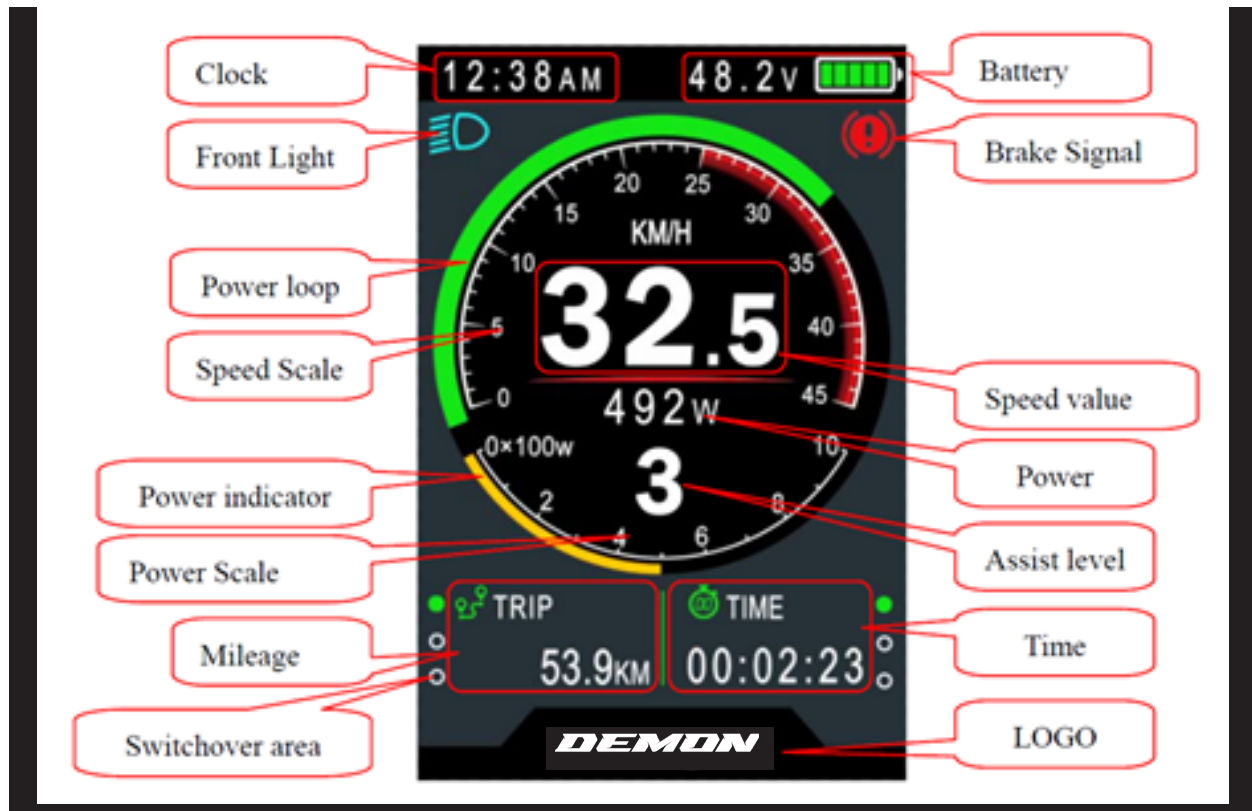 Clock
12:38AM
48.2V
Battery
Front Light
Brake Signal
20
25
15
30
KM/H
10
35
Power loop
32.5
5
40
Speed Scale
0
45
Speed value
492W
0×100w
10
3
Power indicator
Power
2
8
4
6
Power Scale
Assist level
TRIP
TIME
Mileage
53.9KM
00:02:23
Time
Switchover area
DEMON
LOGO